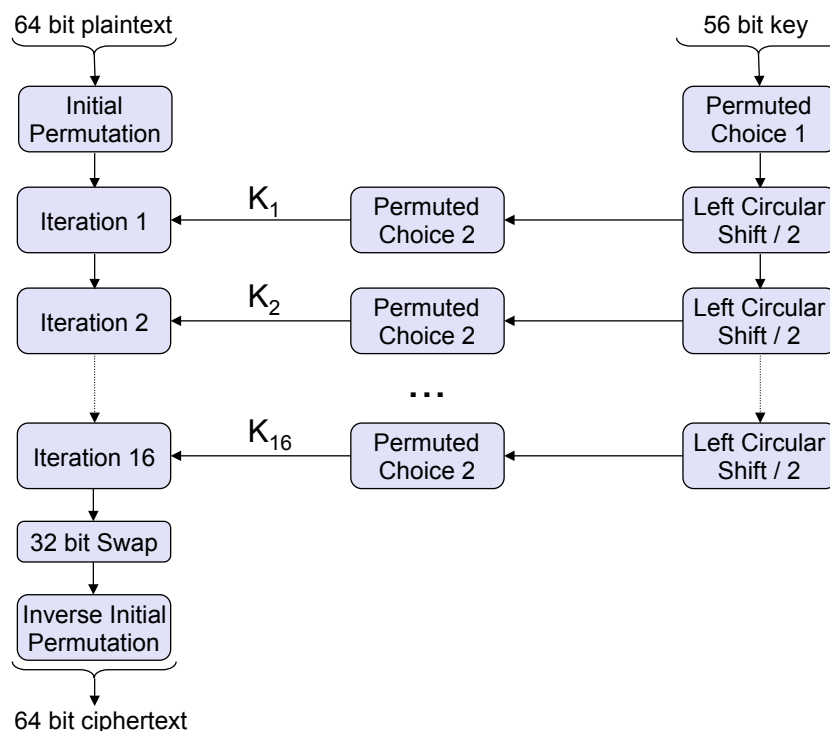 64 bit plaintext
56 bit key
Initial
Permutation
Permuted
Choice 1
Iteration 1
K₁
Permuted
Choice 2
Left Circular
Shift / 2
Iteration 2
K₂
Permuted
Choice 2
Left Circular
Shift / 2
...
Iteration 16
K₁₆
Permuted
Choice 2
Left Circular
Shift / 2
32 bit Swap
Inverse Initial
Permutation
64 bit ciphertext